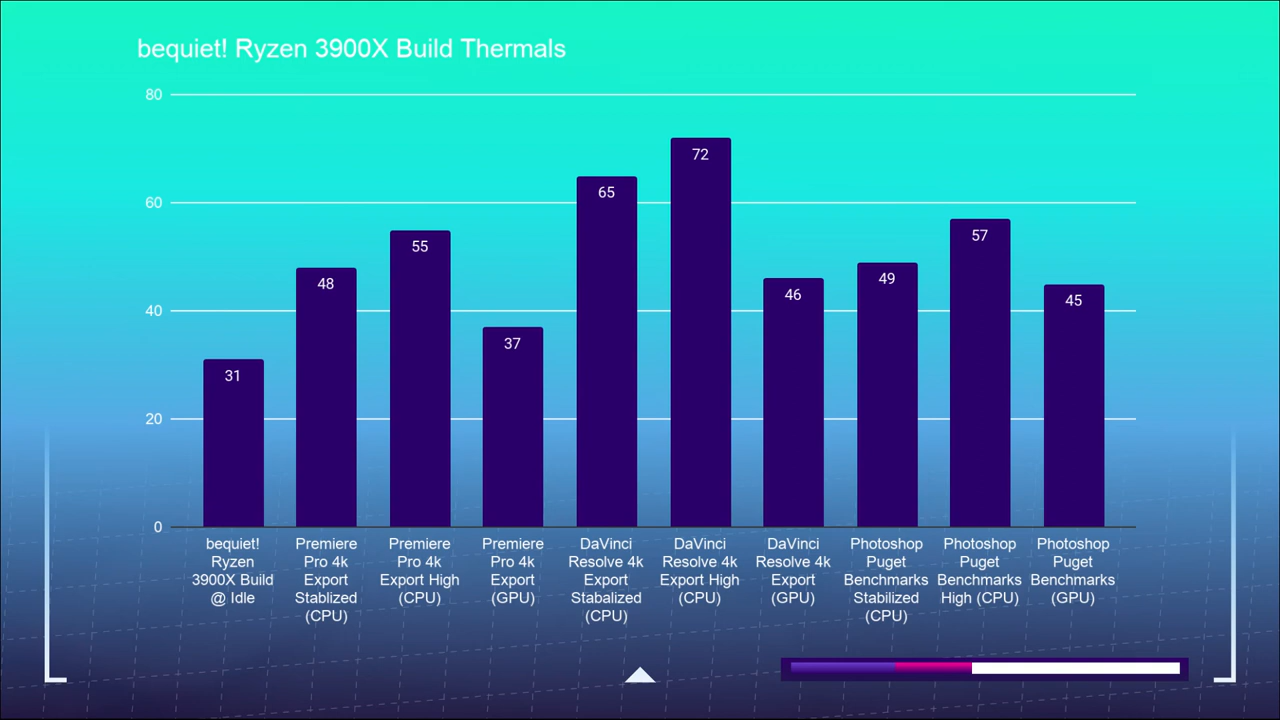 bequiet! Ryzen 3900X Build Thermals
80
60
40
20
0
31
48
55
37
65
72
46
49
57
45
bequiet!
Ryzen
3900X Build
@ Idle
Premiere
Pro 4k
Export
Stablized
(CPU)
Premiere
Pro 4k
Export High
(CPU)
Premiere
Pro 4k
Export
(GPU)
DaVinci
Resolve 4k
Export
Stabalized
(CPU)
DaVinci
Resolve 4k
Export High
(CPU)
DaVinci
Resolve 4k
Export
(GPU)
Photoshop
Puget
Benchmarks
Stabilized
(CPU)
Photoshop
Puget
Benchmarks
High (CPU)
Photoshop
Puget
Benchmarks
(GPU)